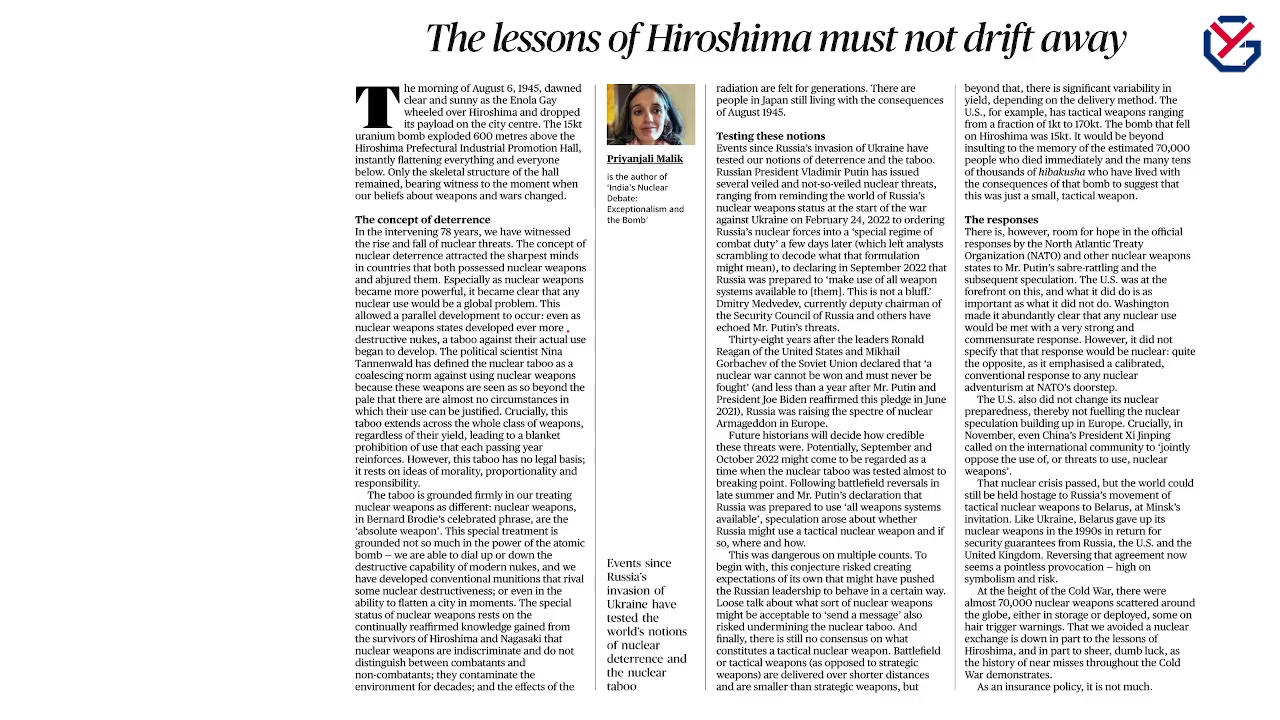 The lessons of Hiroshima must not drift away
The morning of August 6, 1945, dawned
clear and sunny as the Enola Gay
wheeled over Hiroshima and dropped
its payload on the city centre. The 15kt
uranium bomb exploded 600 metres above the
Hiroshima Prefectural Industrial Promotion Hall,
instantly flattening everything and everyone
below. Only the skeletal structure of the hall
remained, bearing witness to the moment when
our beliefs about weapons and wars changed.
The concept of deterrence
In the intervening 78 years, we have witnessed
the rise and fall of nuclear threats. The concept of
nuclear deterrence attracted the sharpest minds
in countries that both possessed nuclear weapons
and abjured them. Especially as nuclear weapons
became more powerful, it became clear that any
nuclear use would be a global problem. This
allowed a parallel development to occur: even as
nuclear weapons states developed ever more
destructive nukes, a taboo against their actual use
began to develop. The political scientist Nina
Tannenwald has defined the nuclear taboo as a
coalescing norm against using nuclear weapons
because these weapons are seen as so beyond the
pale that there are almost no circumstances in
which their use can be justified. Crucially, this
taboo extends across the whole class of weapons,
regardless of their yield, leading to a blanket
prohibition of use that each passing year
reinforces. However, this taboo has no legal basis;
it rests on ideas of morality, proportionality and
responsibility.
The taboo is grounded firmly in our treating
nuclear weapons as different: nuclear weapons,
in Bernard Brodie's celebrated phrase, are the
'absolute weapon'. This special treatment is
grounded not so much in the power of the atomic
bomb — we are able to dial up or down the
destructive capability of modern nukes, and we
have developed conventional munitions that rival
some nuclear destructiveness; or even in the
ability to flatten a city in moments. The special
status of nuclear weapons rests on the
continually reaffirmed knowledge gained from
the survivors of Hiroshima and Nagasaki that
nuclear weapons are indiscriminate and do not
distinguish between combatants and
non-combatants; they contaminate the
environment for decades; and the effects of the
Priyanjali Malik
is the author of
'India's Nuclear
Debate:
Exceptionalism and
the Bomb'
Events since
Russia's
invasion of
Ukraine have
tested the
world's notions
of nuclear
deterrence and
the nuclear
taboo
radiation are felt for generations. There are
people in Japan still living with the consequences
of August 1945.
Testing these notions
Events since Russia's invasion of Ukraine have
tested our notions of deterrence and the taboo.
Russian President Vladimir Putin has issued
several veiled and not-so-veiled nuclear threats,
ranging from reminding the world of Russia's
nuclear weapons status at the start of the war
against Ukraine on February 24, 2022 to ordering
Russia's nuclear forces into a 'special regime of
combat duty' a few days later (which left analysts
scrambling to decode what that formulation
might mean), to declaring in September 2022 that
Russia was prepared to 'make use of all weapon
systems available to [them]. This is not a bluff.'
Dmitry Medvedev, currently deputy chairman of
the Security Council of Russia and others have
echoed Mr. Putin's threats.
Thirty-eight years after the leaders Ronald
Reagan of the United States and Mikhail
Gorbachev of the Soviet Union declared that 'a
nuclear war cannot be won and must never be
fought' (and less than a year after Mr. Putin and
President Joe Biden reaffirmed this pledge in June
2021), Russia was raising the spectre of nuclear
Armageddon in Europe.
Future historians will decide how credible
these threats were. Potentially, September and
October 2022 might come to be regarded as a
time when the nuclear taboo was tested almost to
breaking point. Following battlefield reversals in
late summer and Mr. Putin's declaration that
Russia was prepared to use 'all weapons systems
available', speculation arose about whether
Russia might use a tactical nuclear weapon and if
so, where and how.
This was dangerous on multiple counts. To
begin with, this conjecture risked creating
expectations of its own that might have pushed
the Russian leadership to behave in a certain way.
Loose talk about what sort of nuclear weapons
might be acceptable to 'send a message' also
risked undermining the nuclear taboo. And
finally, there is still no consensus on what
constitutes a tactical nuclear weapon. Battlefield
or tactical weapons (as opposed to strategic
weapons) are delivered over shorter distances
and are smaller than strategic weapons, but
beyond that, there is significant variability in
yield, depending on the delivery method. The
U.S., for example, has tactical weapons ranging
from a fraction of 1kt to 170kt. The bomb that fell
on Hiroshima was 15kt. It would be beyond
insulting to the memory of the estimated 70,000
people who died immediately and the many tens
of thousands of hibakusha who have lived with
the consequences of that bomb to suggest that
this was just a small, tactical weapon.
The responses
There is, however, room for hope in the official
responses by the North Atlantic Treaty
Organization (NATO) and other nuclear weapons
states to Mr. Putin's sabre-rattling and the
subsequent speculation. The U.S. was at the
forefront on this, and what it did do is as
important as what it did not do. Washington
made it abundantly clear that any nuclear use
would be met with a very strong and
commensurate response. However, it did not
specify that that response would be nuclear: quite
the opposite, as it emphasised a calibrated,
conventional response to any nuclear
adventurism at NATO's doorstep.
The U.S. also did not change its nuclear
preparedness, thereby not fuelling the nuclear
speculation building up in Europe. Crucially, in
November, even China's President Xi Jinping
called on the international community to 'jointly
oppose the use of, or threats to use, nuclear
weapons'.
That nuclear crisis passed, but the world could
still be held hostage to Russia's movement of
tactical nuclear weapons to Belarus, at Minsk's
invitation. Like Ukraine, Belarus gave up its
nuclear weapons in the 1990s in return for
security guarantees from Russia, the U.S. and the
United Kingdom. Reversing that agreement now
seems a pointless provocation — high on
symbolism and risk.
At the height of the Cold War, there were
almost 70,000 nuclear weapons scattered around
the globe, either in storage or deployed, some on
hair trigger warnings. That we avoided a nuclear
exchange is down in part to the lessons of
Hiroshima, and in part to sheer, dumb luck, as
the history of near misses throughout the Cold
War demonstrates.
As an insurance policy, it is not much.